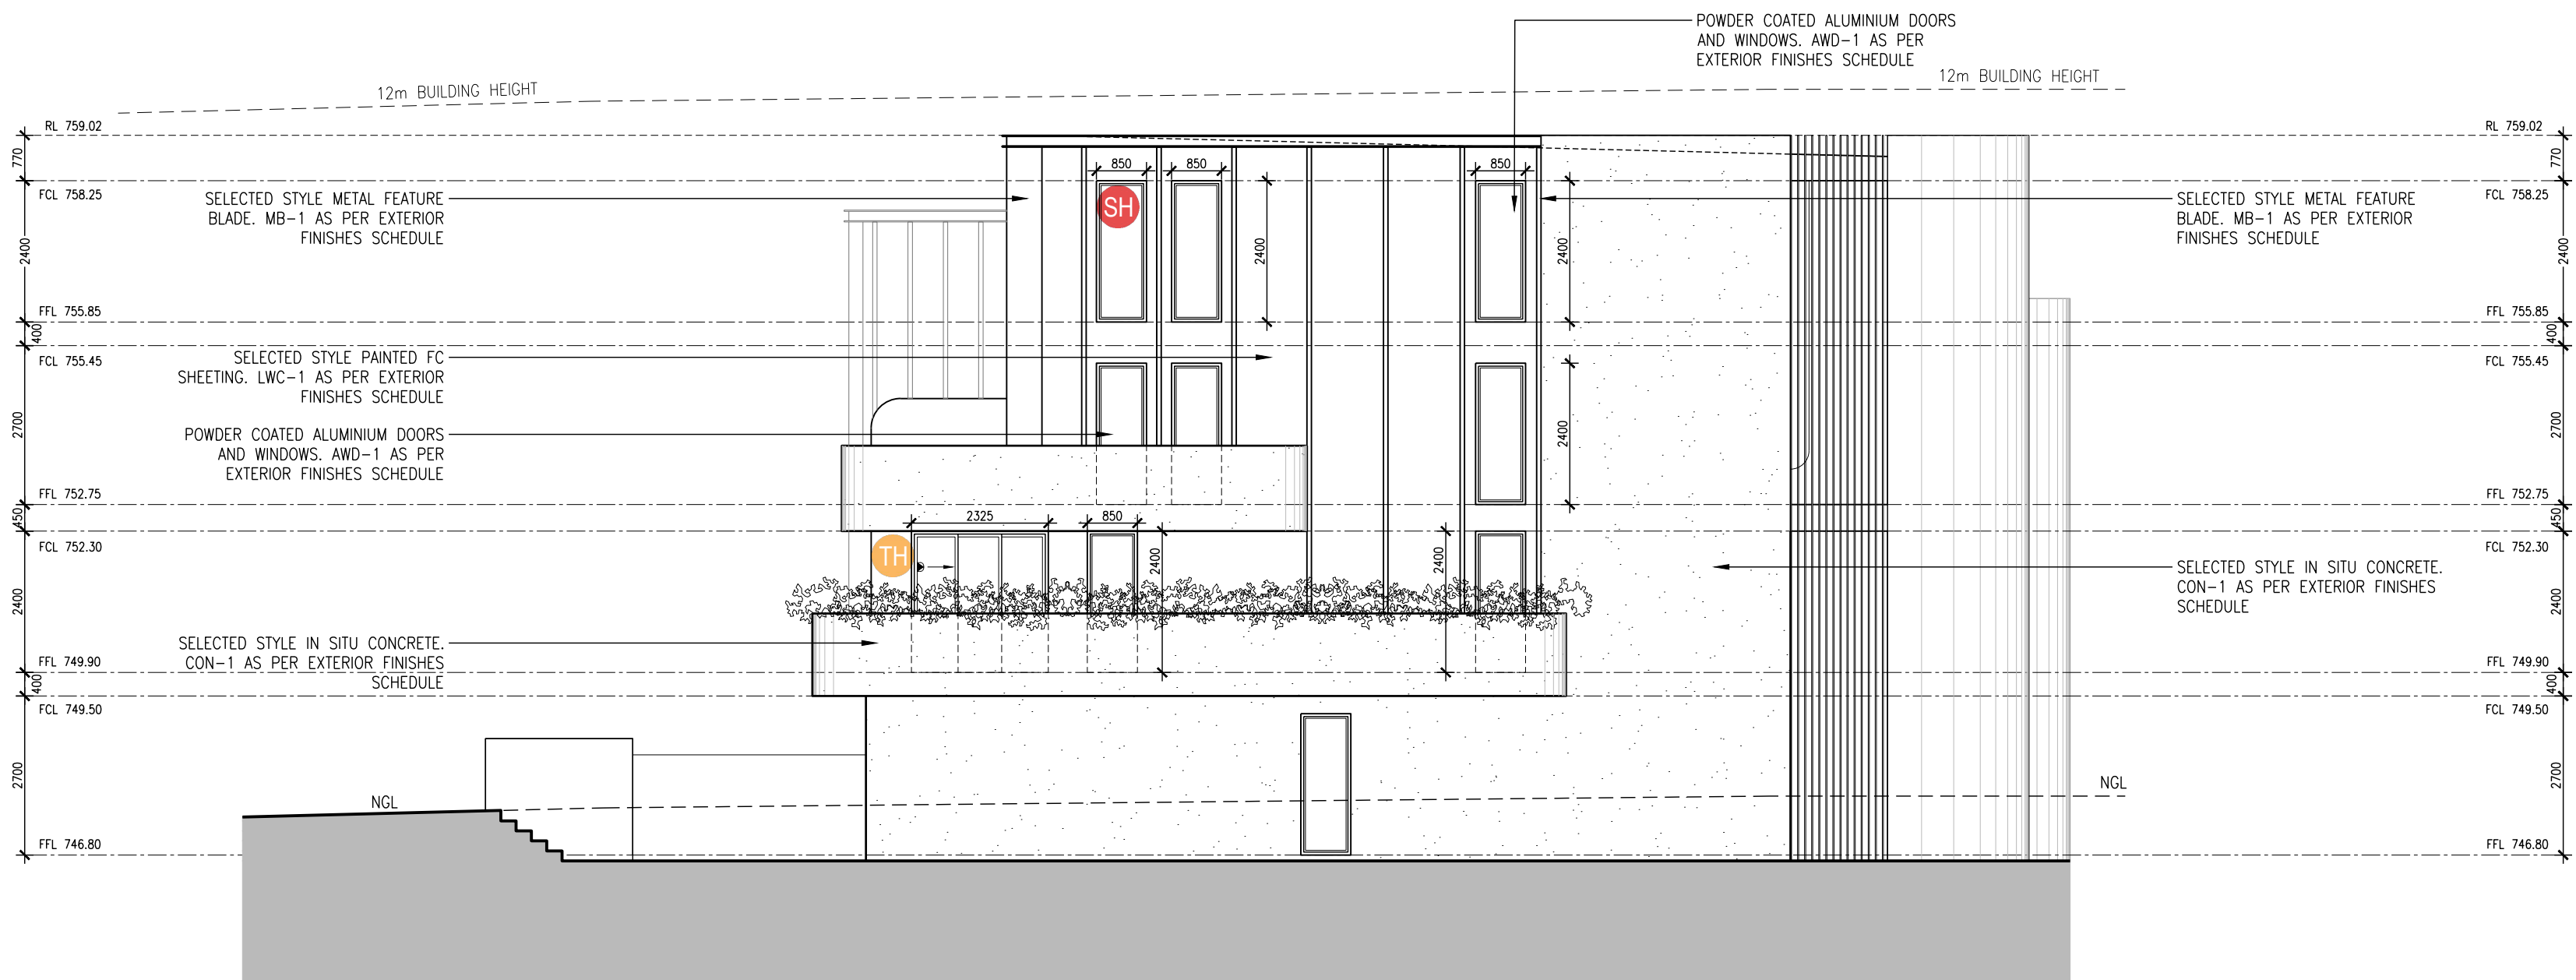 POWDER COATED ALUMINIUM DOORS
AND WINDOWS. AWD-1 AS PER
EXTERIOR FINISHES SCHEDULE
12m BUILDING HEIGHT
12m BUILDING HEIGHT
RL 759.02
RL 759.02
770
770
850
850
850
FCL 758.25
FCL 758.25
SELECTED STYLE METAL FEATURE
BLADE. MB-1 AS PER EXTERIOR
FINISHES SCHEDULE
SH
SELECTED STYLE METAL FEATURE
BLADE. MB-1 AS PER EXTERIOR
FINISHES SCHEDULE
2400
2400
2400
2400
FFL 755.85
FFL 755.85
400
400
FCL 755.45
FCL 755.45
SELECTED STYLE PAINTED FC
SHEETING. LWC-1 AS PER EXTERIOR
FINISHES SCHEDULE
2700
2400
2700
POWDER COATED ALUMINIUM DOORS
AND WINDOWS. AWD-1 AS PER
EXTERIOR FINISHES SCHEDULE
FFL 752.75
FFL 752.75
450
2325
850
450
FCL 752.30
FCL 752.30
TH
2400
2400
SELECTED STYLE IN SITU CONCRETE.
CON-1 AS PER EXTERIOR FINISHES
SCHEDULE
2400
2400
SELECTED STYLE IN SITU CONCRETE.
CON-1 AS PER EXTERIOR FINISHES
SCHEDULE
FFL 749.90
FFL 749.90
400
400
FCL 749.50
FCL 749.50
2700
2700
NGL
NGL
FFL 746.80
FFL 746.80